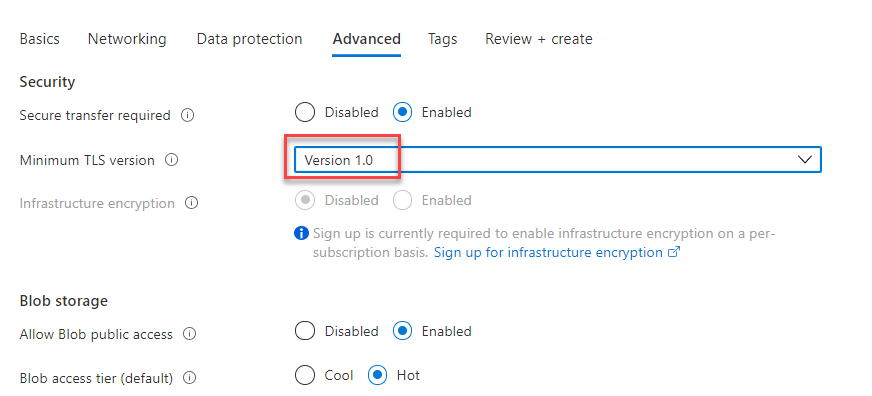 Basics Networking Data protection Advanced Tags Review + create
Security
Secure transfer required Disabled Enabled
Minimum TLS version Version 1.0
Infrastructure encryption Disabled Enabled
Sign up is currently required to enable infrastructure encryption on a per-
subscription basis. Sign up for infrastructure encryption
Blob storage
Allow Blob public access Disabled Enabled
Blob access tier (default) Cool Hot